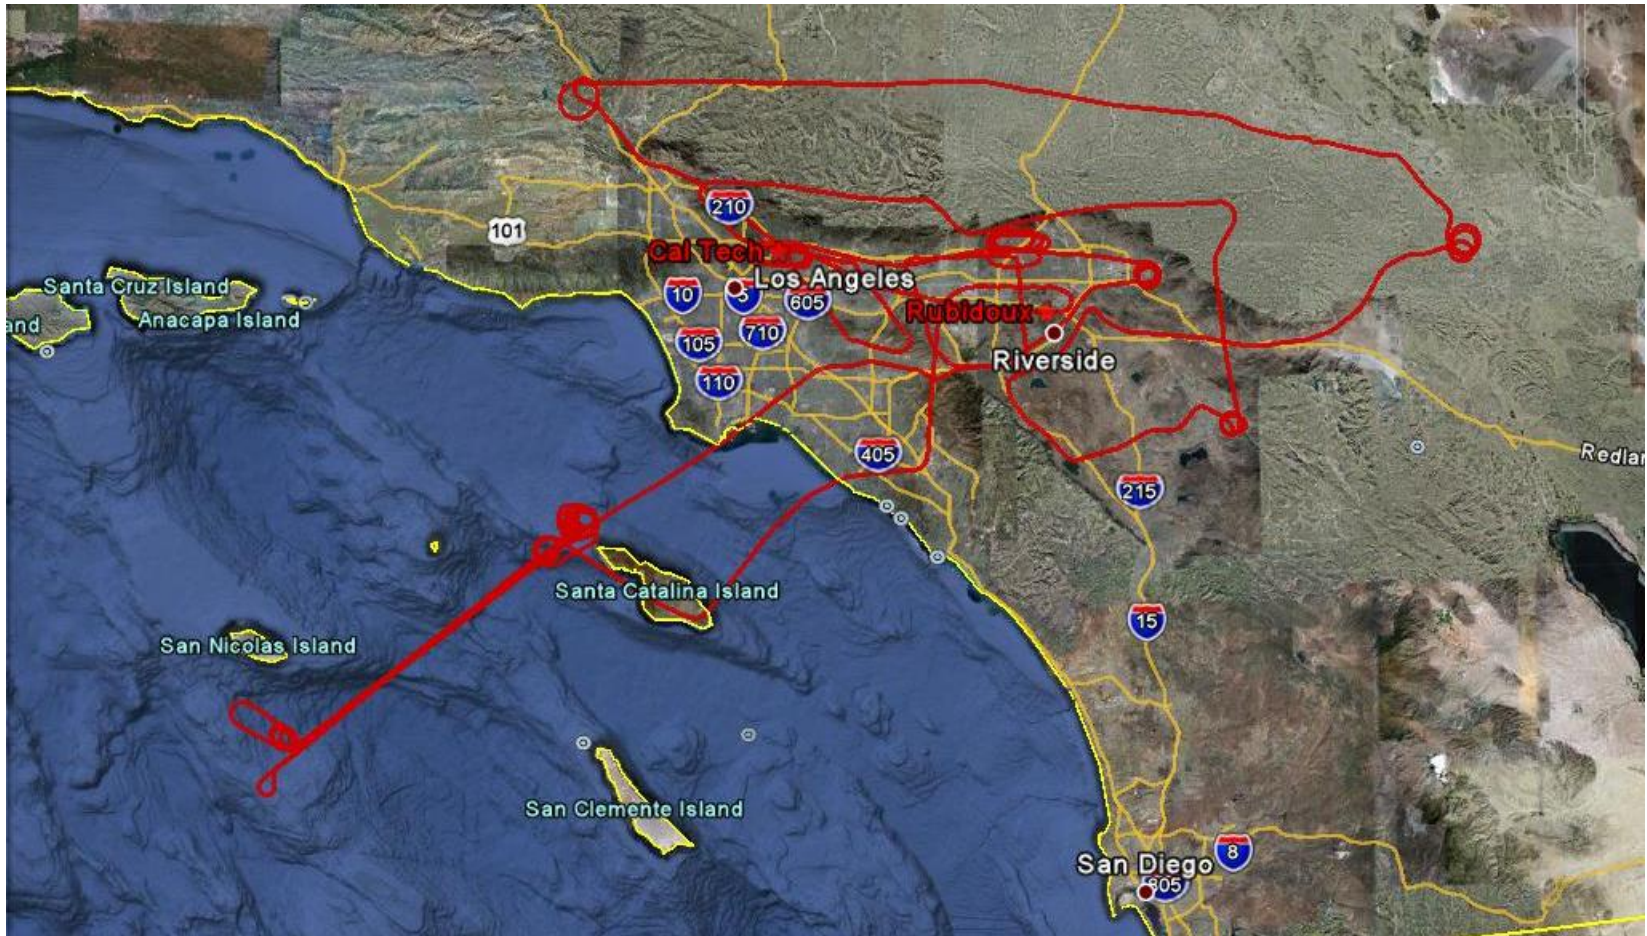 210
101
Cal Tech
Santa Cruz Island
10
5
Los Angeles
605
and
Anacapa Island
Rubidoux
105
710
Riverside
110
405
Redlan
215
Santa Catalina Island
15
San Nicolas Island
San Clemente Island
8
San Diego
805